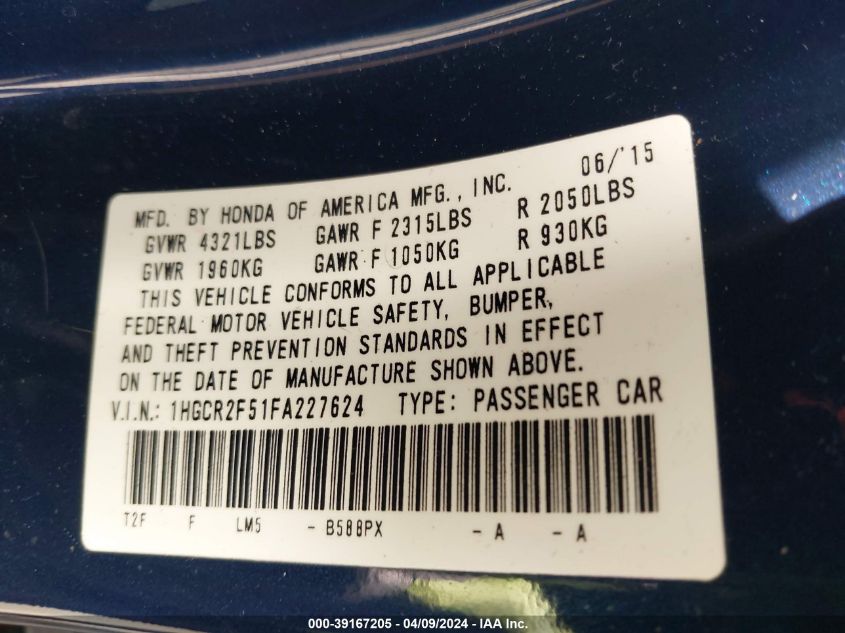 06/'15
MFD. BY HONDA OF AMERICA MFG., INC.
GVWR 4321LBS GAWR F 2315LBS R 2050LBS
GVWR 1960KG GAWR F 1050KG R 930KG
THIS VEHICLE CONFORMS TO ALL APPLICABLE
FEDERAL MOTOR VEHICLE SAFETY, BUMPER,
AND THEFT PREVENTION STANDARDS IN EFFECT
ON THE DATE OF MANUFACTURE SHOWN ABOVE.
V.I.N.: 1HGCR2F51FA227624 TYPE: PASSENGER CAR
T2F F LM5 - B588PX - A - A
000-39167205 - 04/09/2024 - IAA Inc.